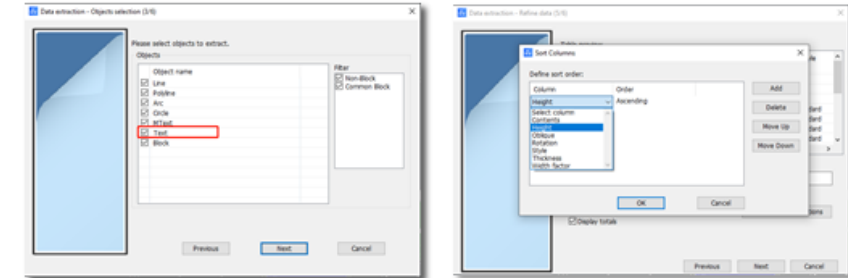 Data extraction - Objects selection (3/6)
Please select objects to extract.
Objects
Object name
Line
Polyline
Arc
Circle
MText
Text
Block
Filter
Non-Block
Common Block
Previous
Next
Cancel
Data extraction - Refine data (5/6)
Sort Columns
Define sort order:
Column Order
Height Ascending
Select column
Contents
Height
Oblique
Rotation
Style
Thickness
Width factor
Add
Delete
Move Up
Move Down
OK
Cancel
Display totals
Previous
Next
Cancel